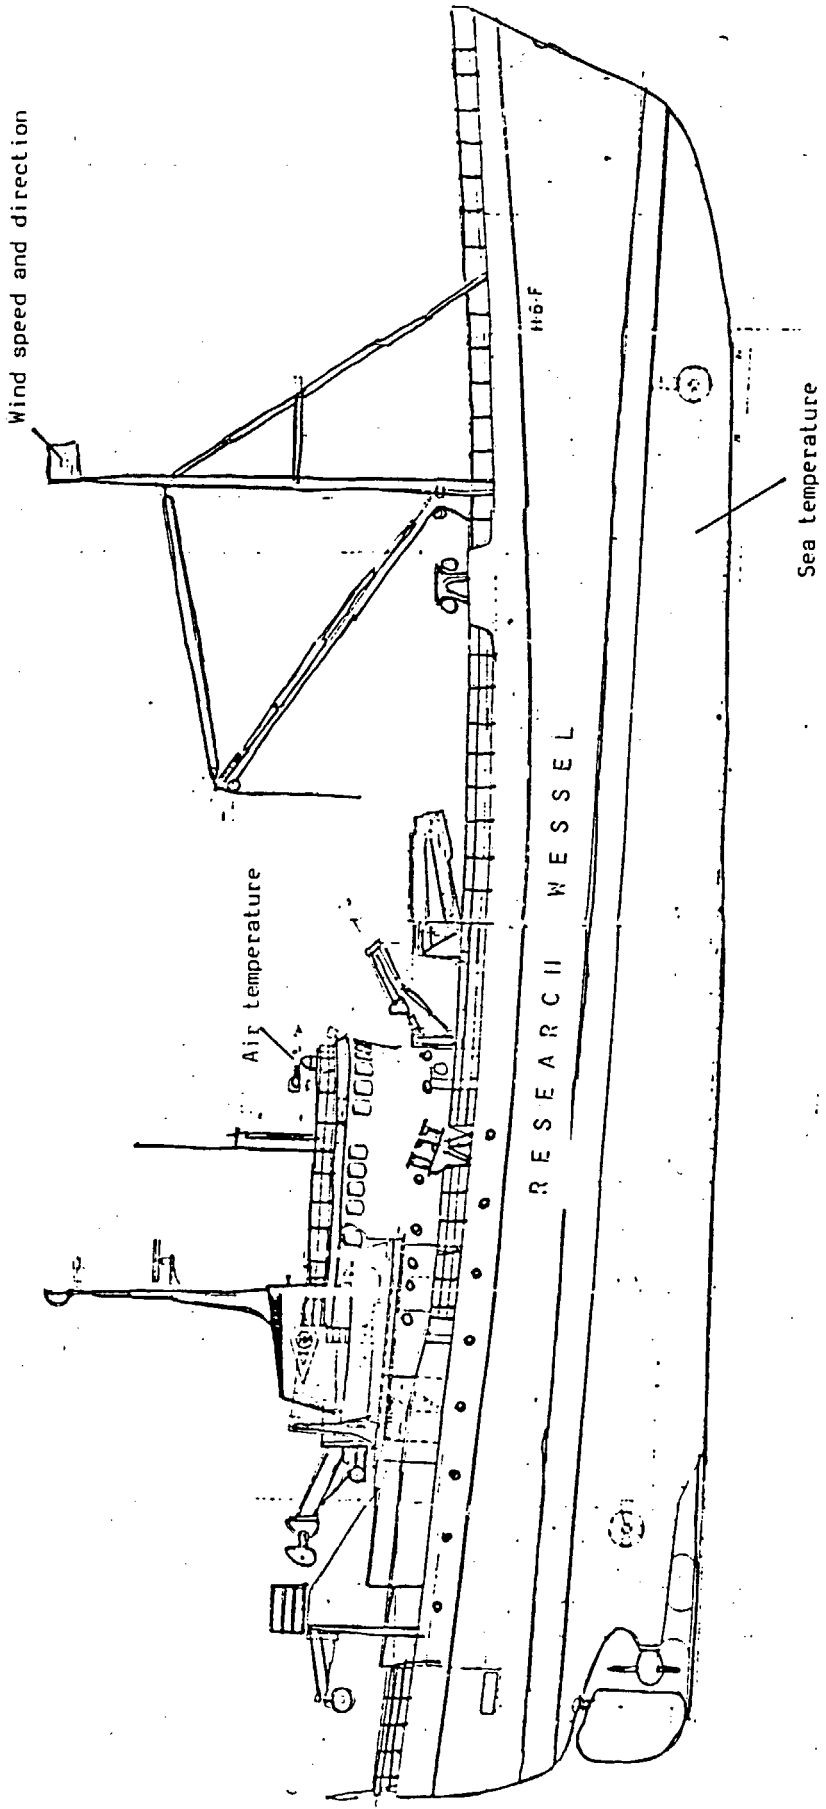 Wind speed and direction
Air temperature
RESEARCH WESSEL
Sea temperature